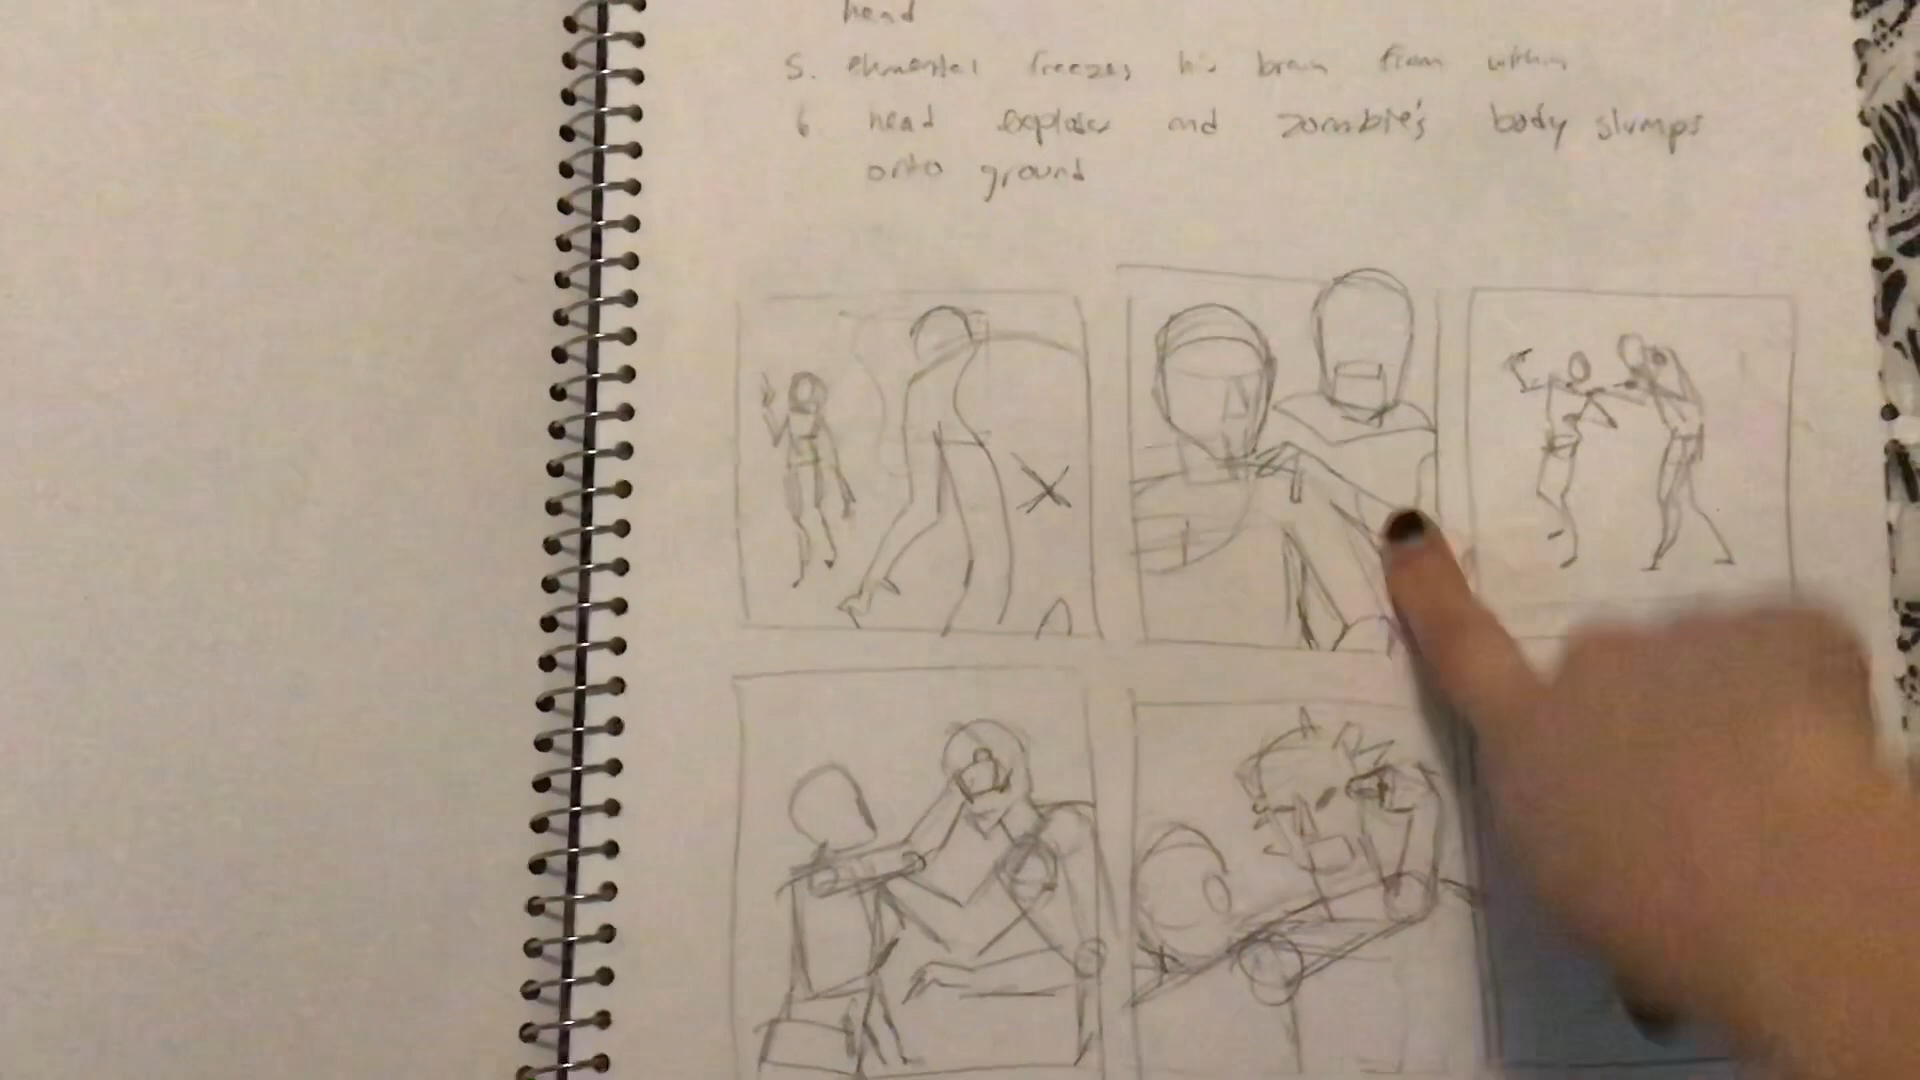 head
5. elemental freezes his brain from within
6 head explodes and zombie's body slumps
onto ground